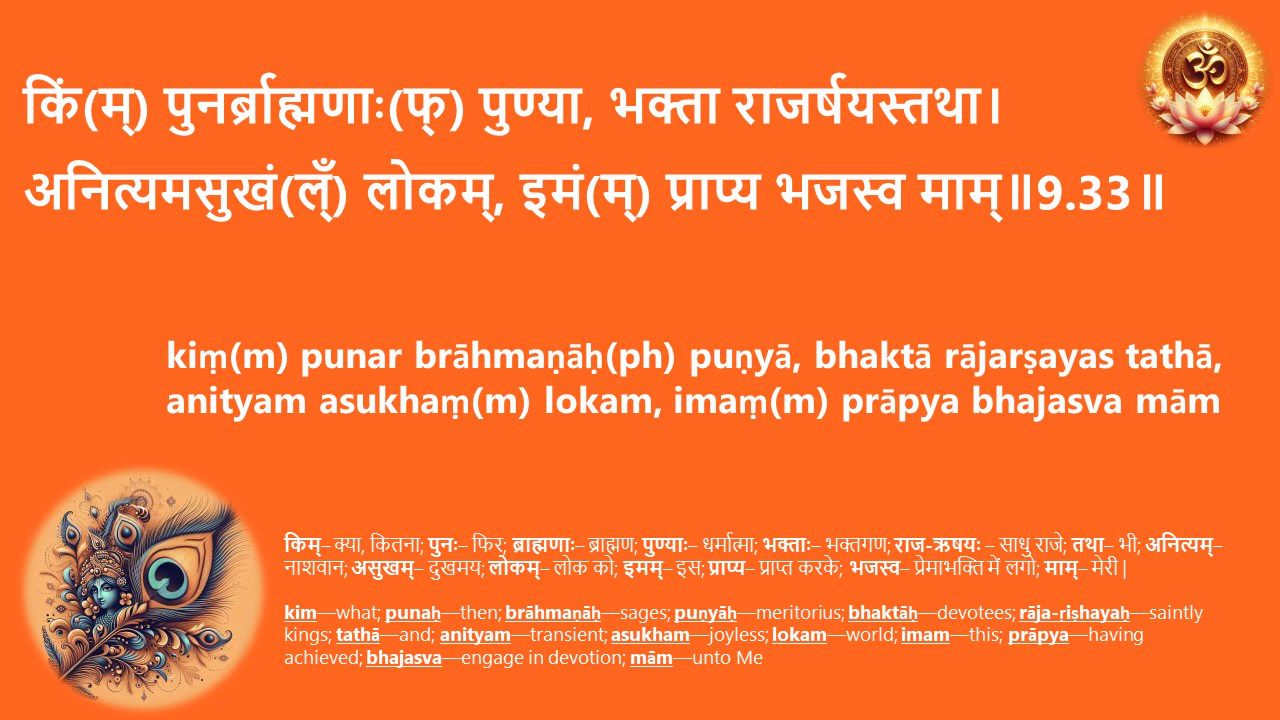 किं(म्) पुनर्ब्राह्मणाः(फ्) पुण्या, भक्ता राजर्षयस्तथा।
अनित्यमसुखं(ल्ँ) लोकम्, इमं(म्) प्राप्य भजस्व माम्॥9.33॥
kiṃ(m) punar brāhmaṇāḥ(ph) puṇyā, bhaktā rājarṣayas tathā,
anityam asukhaṃ(m) lokam, imaṃ(m) prāpya bhajasva mām
किम्– क्या, कितना; पुनः– फिर; ब्राह्मणाः– ब्राह्मण; पुण्याः– धर्मात्मा; भक्ताः– भक्तगण; राज-ऋषयः – साधु राजे; तथा– भी; अनित्यम्–
नाशवान; असुखम्– दुखमय; लोकम्– लोक को; इमम्– इस; प्राप्य– प्राप्त करके; भजस्व– प्रेमाभक्ति में लगो; माम्– मेरी |
kim—what; punaḥ—then; brāhmaṇāḥ—sages; puṇyāḥ—meritorius; bhaktāḥ—devotees; rāja-ṛiṣhayaḥ—saintly
kings; tathā—and; anityam—transient; asukham—joyless; lokam—world; imam—this; prāpya—having
achieved; bhajasva—engage in devotion; mām—unto Me
ॐ